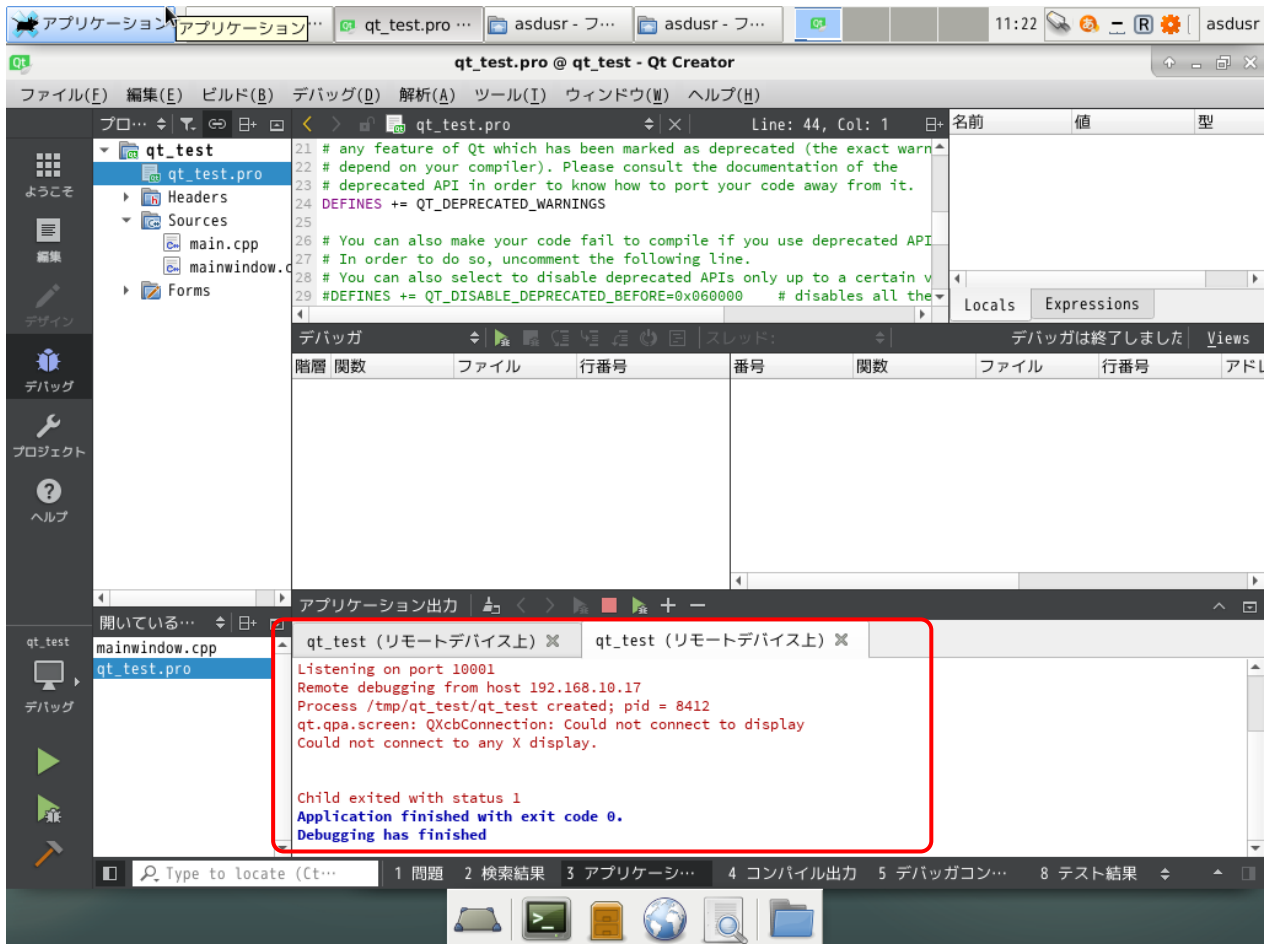 アプリケーション
アプリケーション
qt_test.pro …
asdusr - フ…
asdusr - フ…
11:22
asdusr
qt_test.pro @ qt_test - Qt Creator
ファイル(F) 編集(E) ビルド(B) デバッグ(D) 解析(A) ツール(T) ウィンドウ(W) ヘルプ(H)
プロ…
qt_test.pro
Line: 44, Col: 1
名前 値 型
ようこそ
編集
デザイン
デバッグ
プロジェクト
ヘルプ
qt_test
qt_test.pro
Headers
Sources
main.cpp
mainwindow.c
Forms
21 # any feature of Qt which has been marked as deprecated (the exact warn
22 # depend on your compiler). Please consult the documentation of the
23 # deprecated API in order to know how to port your code away from it.
24 DEFINES += QT_DEPRECATED_WARNINGS
25
26 # You can also make your code fail to compile if you use deprecated API
27 # In order to do so, uncomment the following line.
28 # You can also select to disable deprecated APIs only up to a certain v
29 #DEFINES += QT_DISABLE_DEPRECATED_BEFORE=0x060000 # disables all the
Locals Expressions
デバッガ
スレッド:
デバッガは終了しました
Views
階層 関数 ファイル 行番号
番号 関数 ファイル 行番号 アドレ
アプリケーション出力
開いている…
mainwindow.cpp
qt_test.pro
qt_test
デバッグ
qt_test (リモートデバイス上)
qt_test (リモートデバイス上)
Listening on port 10001
Remote debugging from host 192.168.10.17
Process /tmp/qt_test/qt_test created; pid = 8412
qt.qpa.screen: QXcbConnection: Could not connect to display
Could not connect to any X display.
Child exited with status 1
Application finished with exit code 0.
Debugging has finished
Type to locate (Ct…
1 問題 2 検索結果 3 アプリケーシ… 4 コンパイル出力 5 デバッガコン… 8 テスト結果